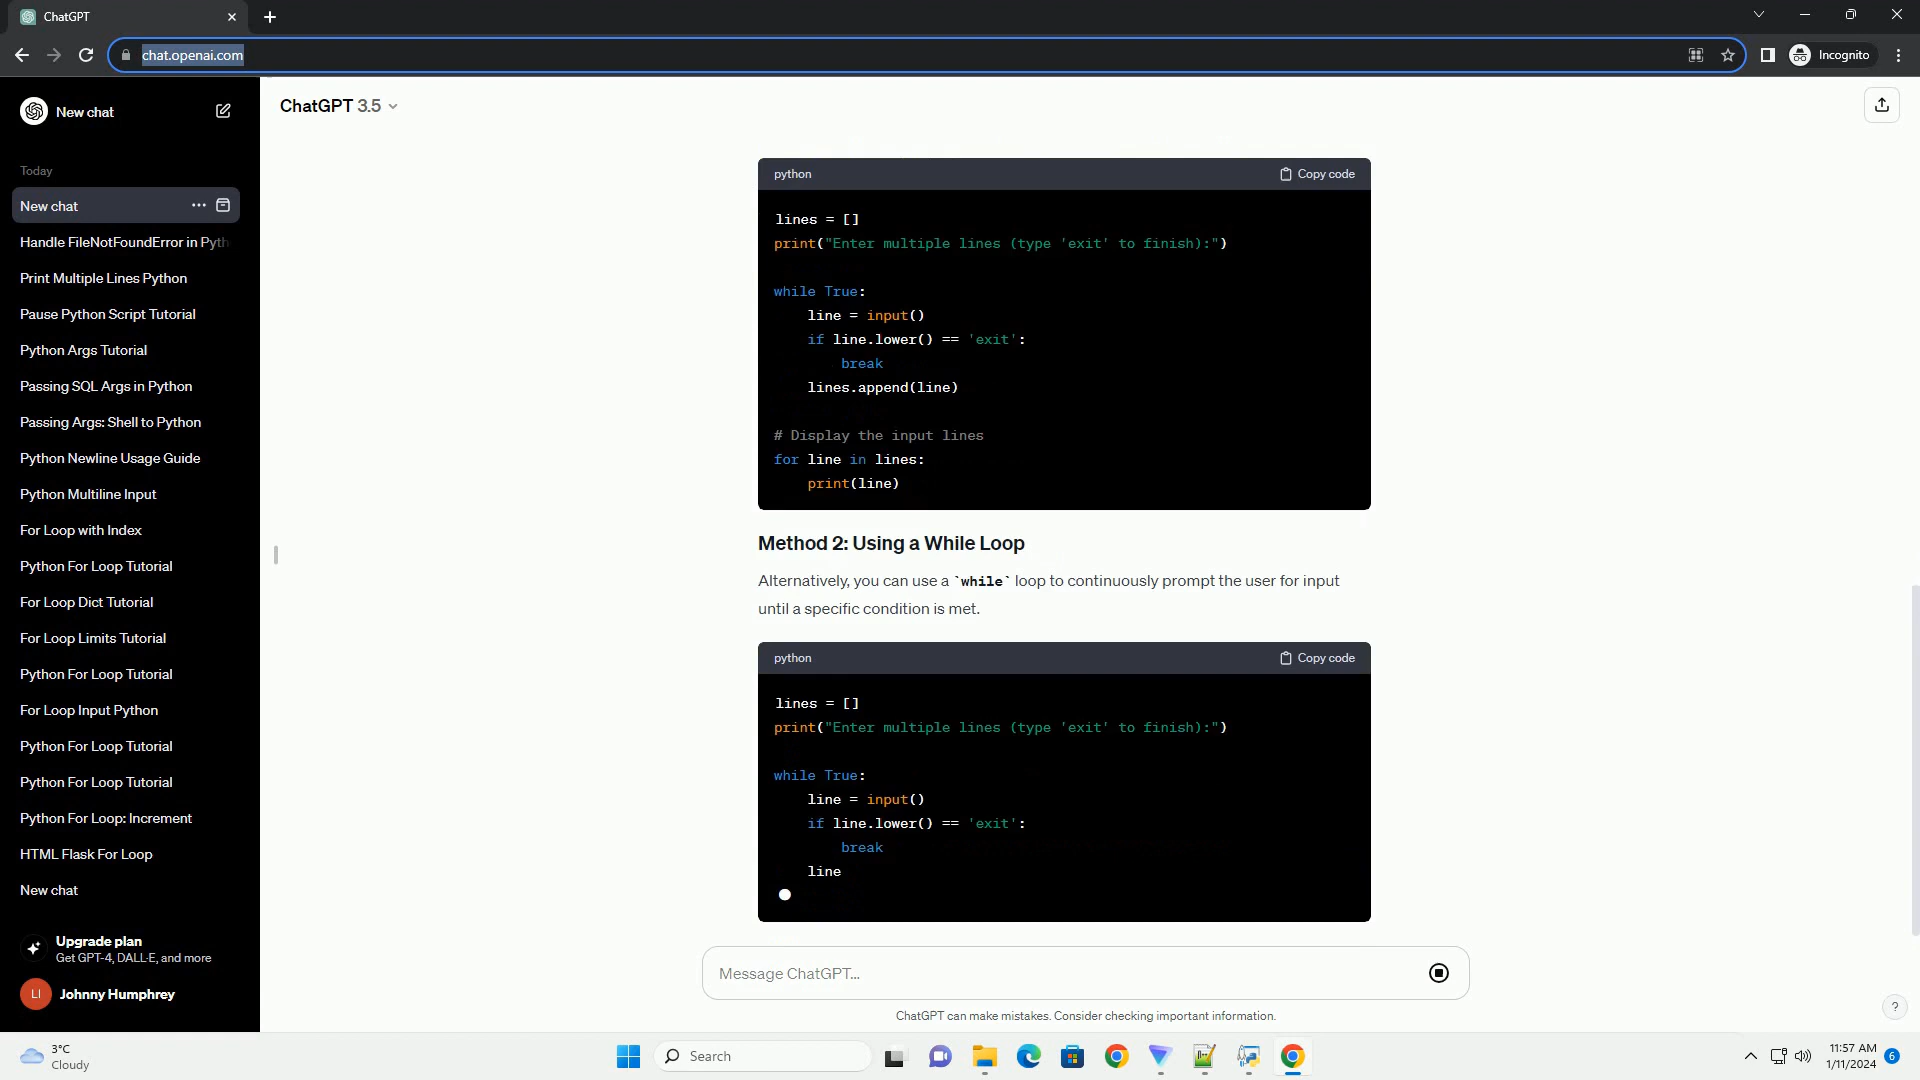 ChatGPT
chat.openai.com
Incognito
New chat
Today
New chat
Handle FileNotFoundError in Pyth
Print Multiple Lines Python
Pause Python Script Tutorial
Python Args Tutorial
Passing SQL Args in Python
Passing Args: Shell to Python
Python Newline Usage Guide
Python Multiline Input
For Loop with Index
Python For Loop Tutorial
For Loop Dict Tutorial
For Loop Limits Tutorial
Python For Loop Tutorial
For Loop Input Python
Python For Loop Tutorial
Python For Loop Tutorial
Python For Loop: Increment
HTML Flask For Loop
New chat
Upgrade plan
Get GPT-4, DALL·E, and more
LI
Johnny Humphrey
ChatGPT 3.5
python
Copy code
lines = []
print("Enter multiple lines (type 'exit' to finish):")
while True:
    line = input()
    if line.lower() == 'exit':
        break
    lines.append(line)
# Display the input lines
for line in lines:
    print(line)
Method 2: Using a While Loop
Alternatively, you can use a `while` loop to continuously prompt the user for input
until a specific condition is met.
python
Copy code
lines = []
print("Enter multiple lines (type 'exit' to finish):")
while True:
    line = input()
    if line.lower() == 'exit':
        break
    line
Message ChatGPT...
ChatGPT can make mistakes. Consider checking important information.
?
3°C
Cloudy
Search
11:57 AM
1/11/2024
6